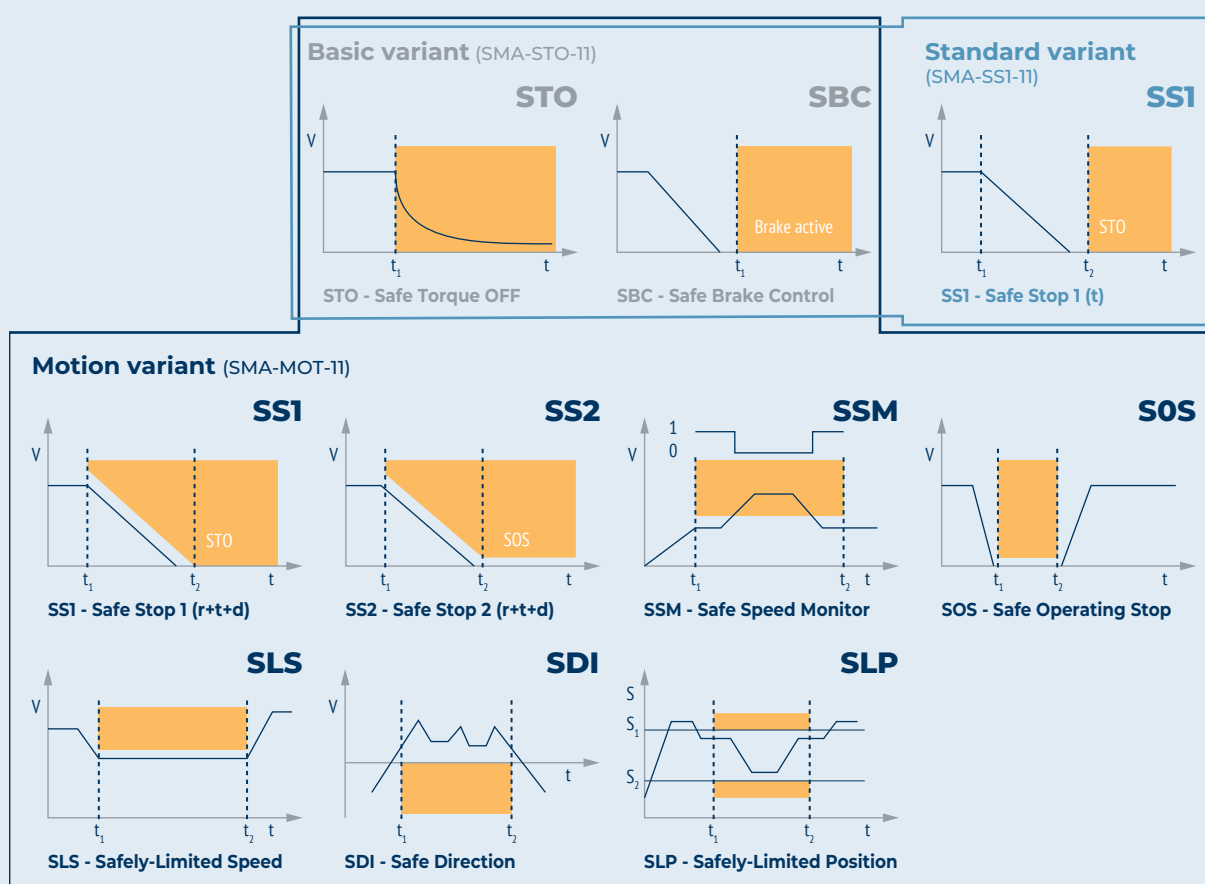 Basic variant (SMA-STO-11)
STO
V
t₁
t
STO - Safe Torque OFF
SBC
V
Brake active
t₁
t
SBC - Safe Brake Control
Standard variant
(SMA-SS1-11)
SS1
V
STO
t₁
t₂
t
SS1 - Safe Stop 1 (t)
Motion variant (SMA-MOT-11)
SS1
V
STO
t₁
t₂
t
SS1 - Safe Stop 1 (r+t+d)
SS2
V
SOS
t₁
t₂
t
SS2 - Safe Stop 2 (r+t+d)
SSM
1
0
V
t₁
t₂
t
SSM - Safe Speed Monitor
S0S
V
t₁
t₂
t
SOS - Safe Operating Stop
SLS
V
t₁
t₂
t
SLS - Safely-Limited Speed
SDI
V
t
t₁
t₂
SDI - Safe Direction
SLP
S
S₁
S₂
t₁
t₂
t
SLP - Safely-Limited Position